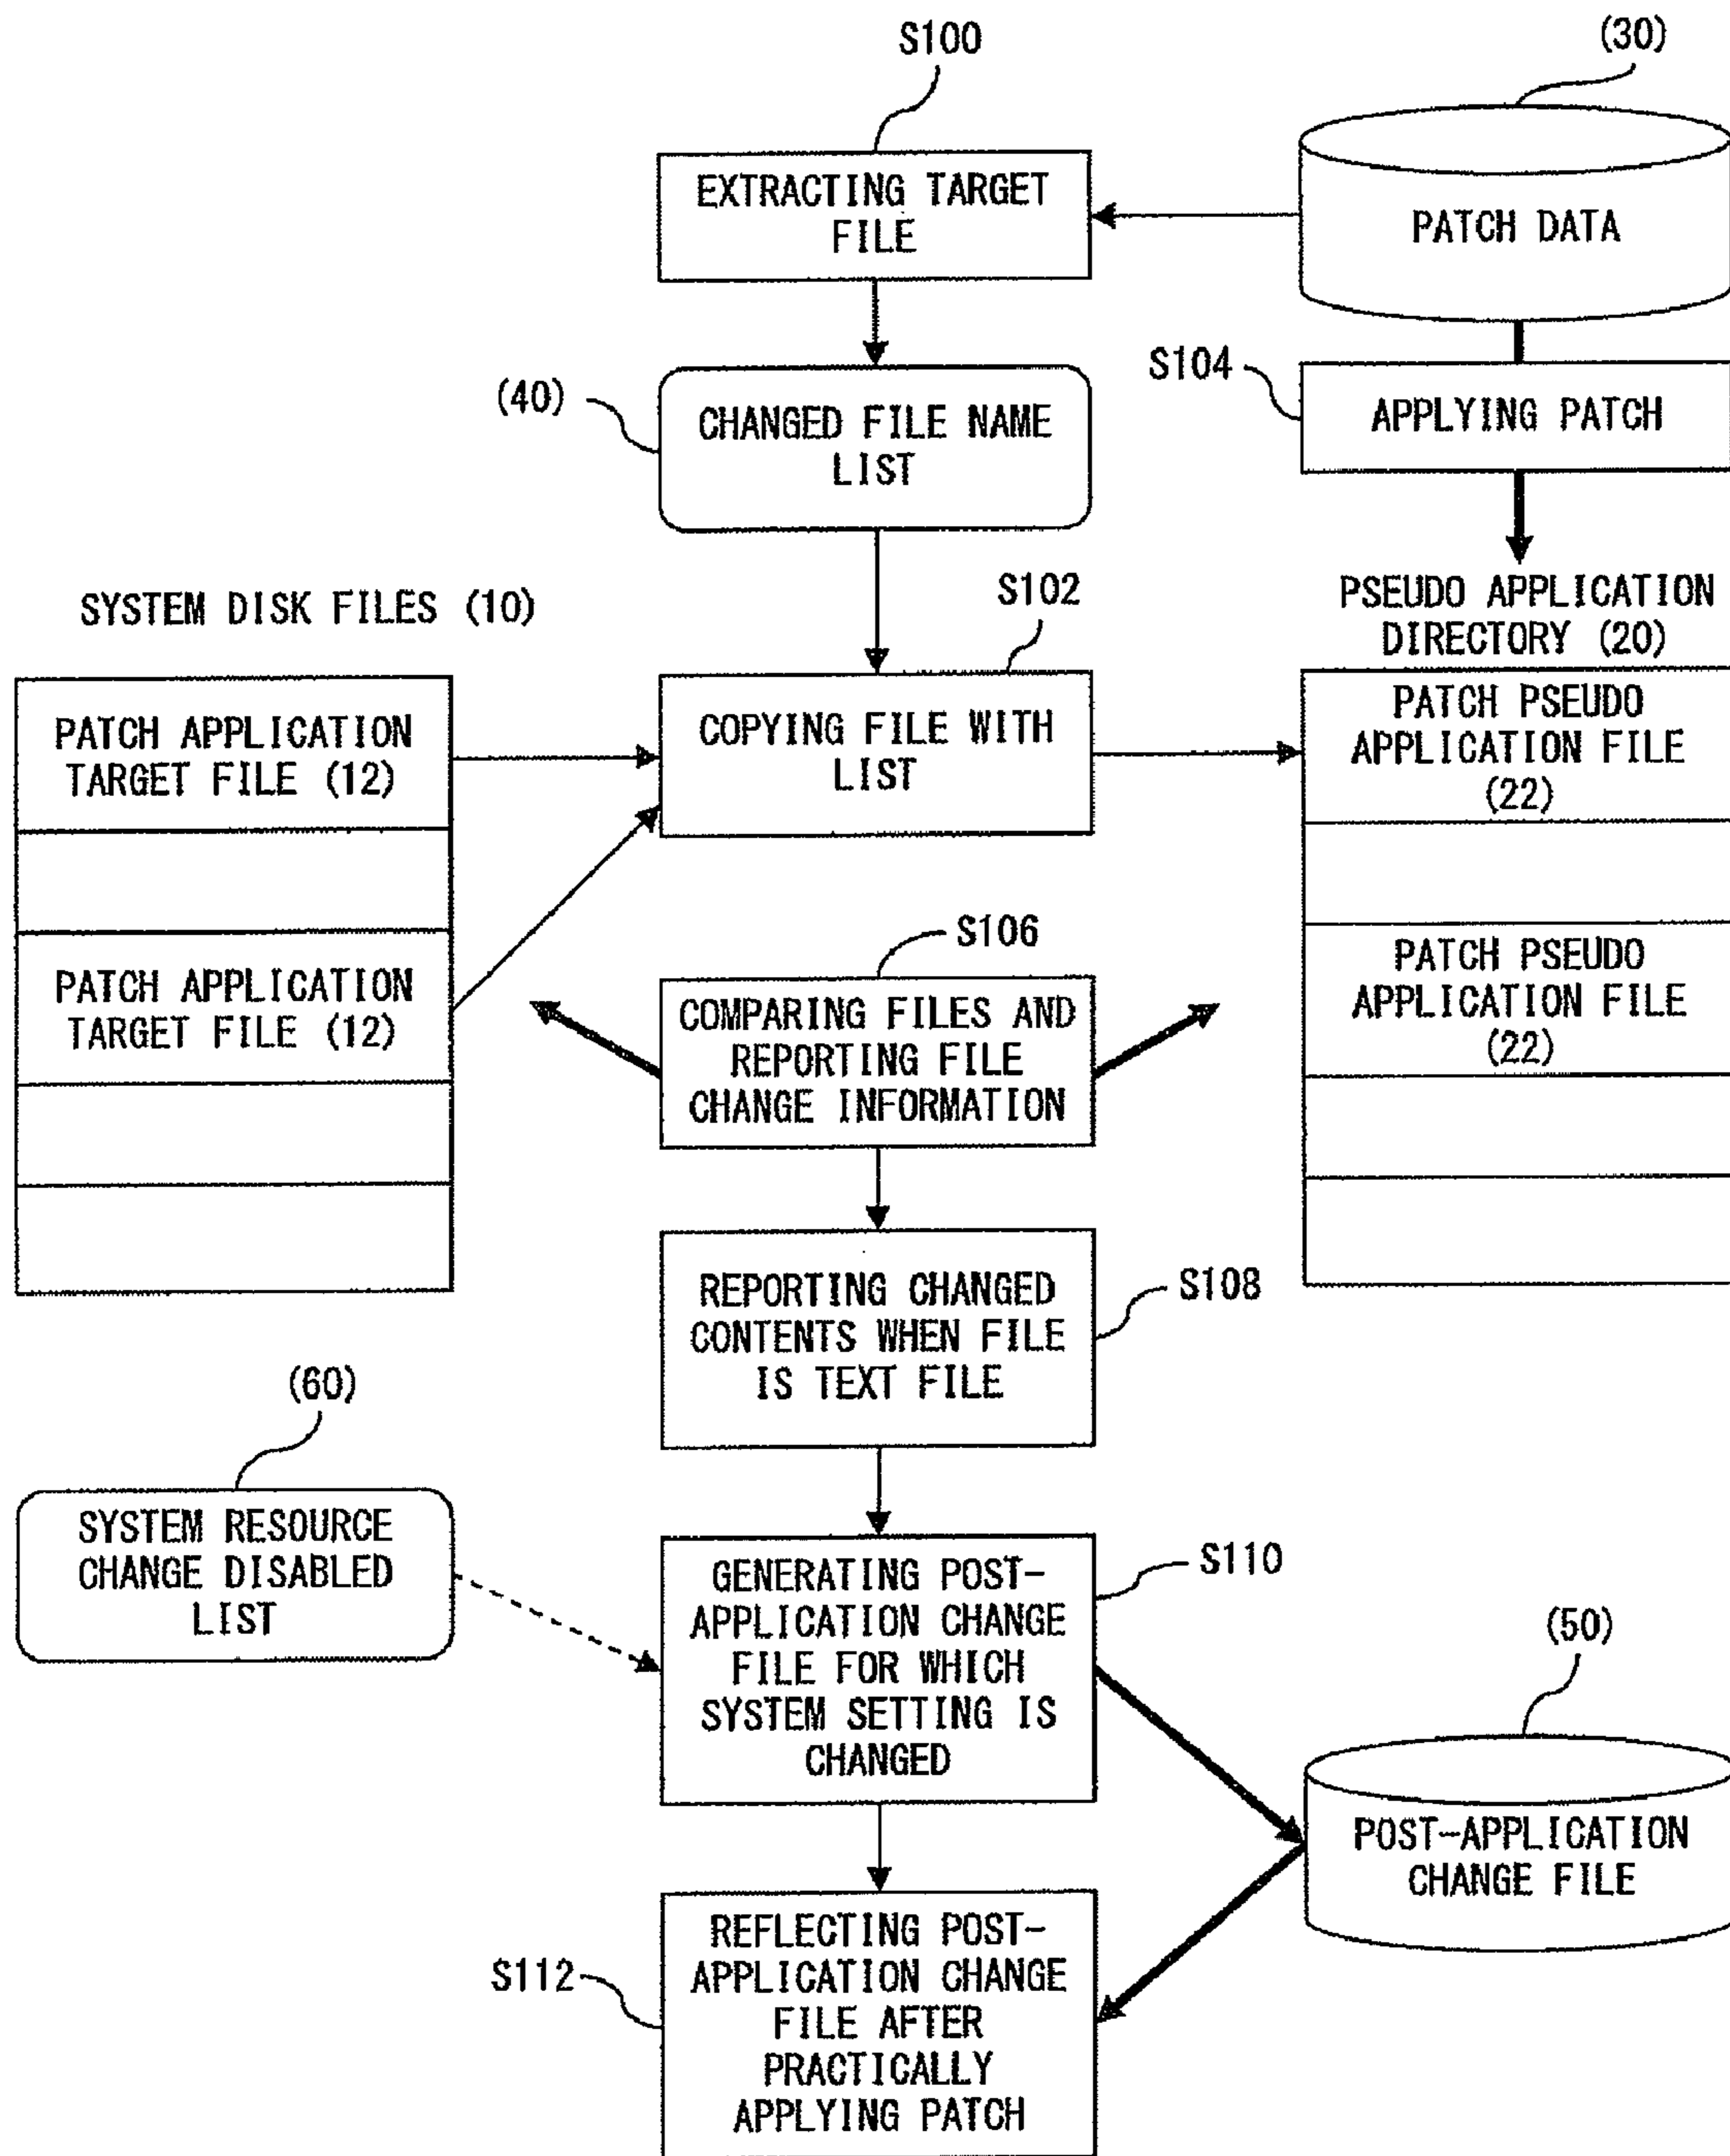 S100
(30)
EXTRACTING TARGET
FILE
PATCH DATA
S104
APPLYING PATCH
(40)
CHANGED FILE NAME
LIST
SYSTEM DISK FILES (10)
S102
PSEUDO APPLICATION
DIRECTORY (20)
PATCH APPLICATION
TARGET FILE (12)
COPYING FILE WITH
LIST
PATCH PSEUDO
APPLICATION FILE
(22)
S106
PATCH APPLICATION
TARGET FILE (12)
COMPARING FILES AND
REPORTING FILE
CHANGE INFORMATION
PATCH PSEUDO
APPLICATION FILE
(22)
REPORTING CHANGED
CONTENTS WHEN FILE
IS TEXT FILE
S108
(60)
SYSTEM RESOURCE
CHANGE DISABLED
LIST
GENERATING POST-
APPLICATION CHANGE
FILE FOR WHICH
SYSTEM SETTING IS
CHANGED
S110
(50)
POST-APPLICATION
CHANGE FILE
S112
REFLECTING POST-
APPLICATION CHANGE
FILE AFTER
PRACTICALLY
APPLYING PATCH